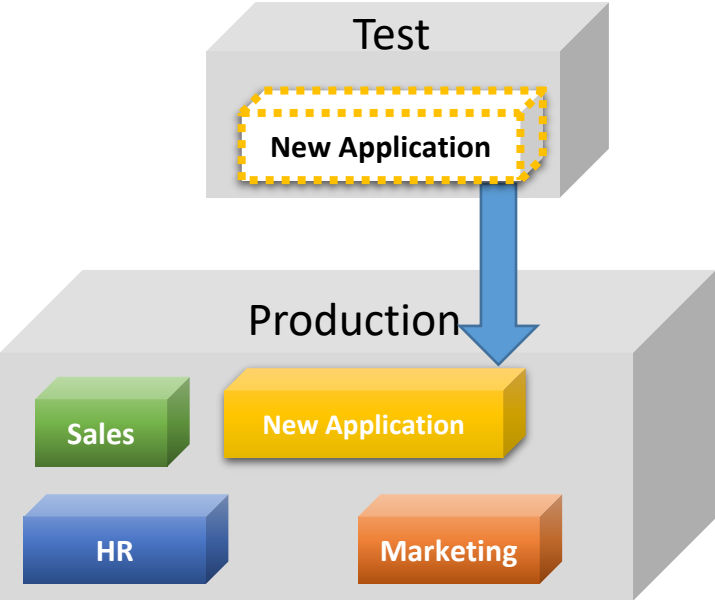 Test
New Application
Production
Sales
New Application
HR
Marketing